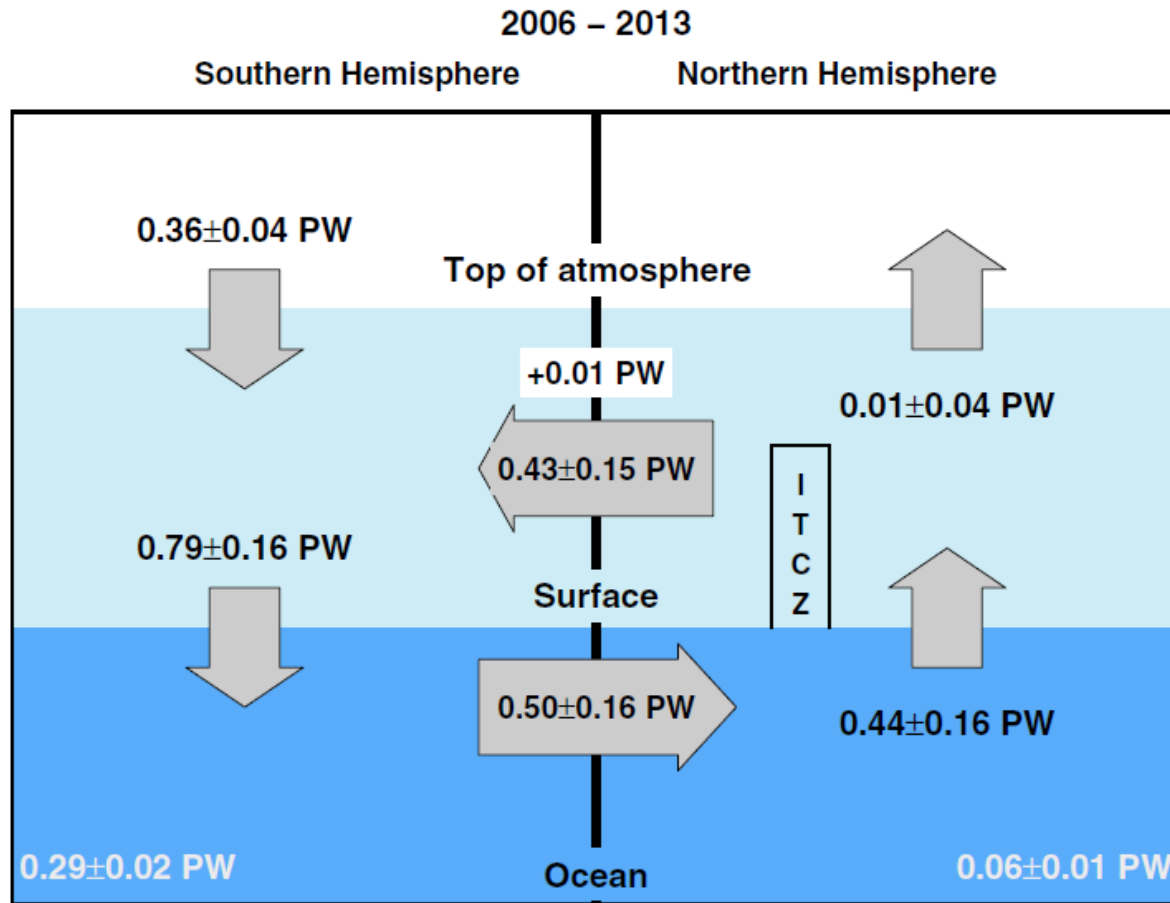 2006 – 2013
Southern Hemisphere
Northern Hemisphere
0.36±0.04 PW
Top of atmosphere
+0.01 PW
0.01±0.04 PW
0.43±0.15 PW
I
T
C
Z
0.79±0.16 PW
Surface
0.50±0.16 PW
0.44±0.16 PW
0.29±0.02 PW
Ocean
0.06±0.01 PW